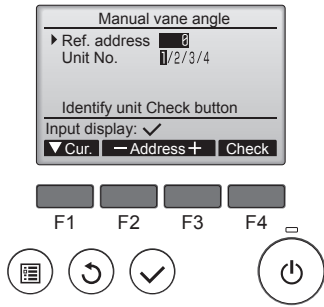 Manual vane angle
Ref. address 0
Unit No. 1/2/3/4
Identify unit Check button
Input display: ✓
▼ Cur. － Address ＋ Check
F1 F2 F3 F4